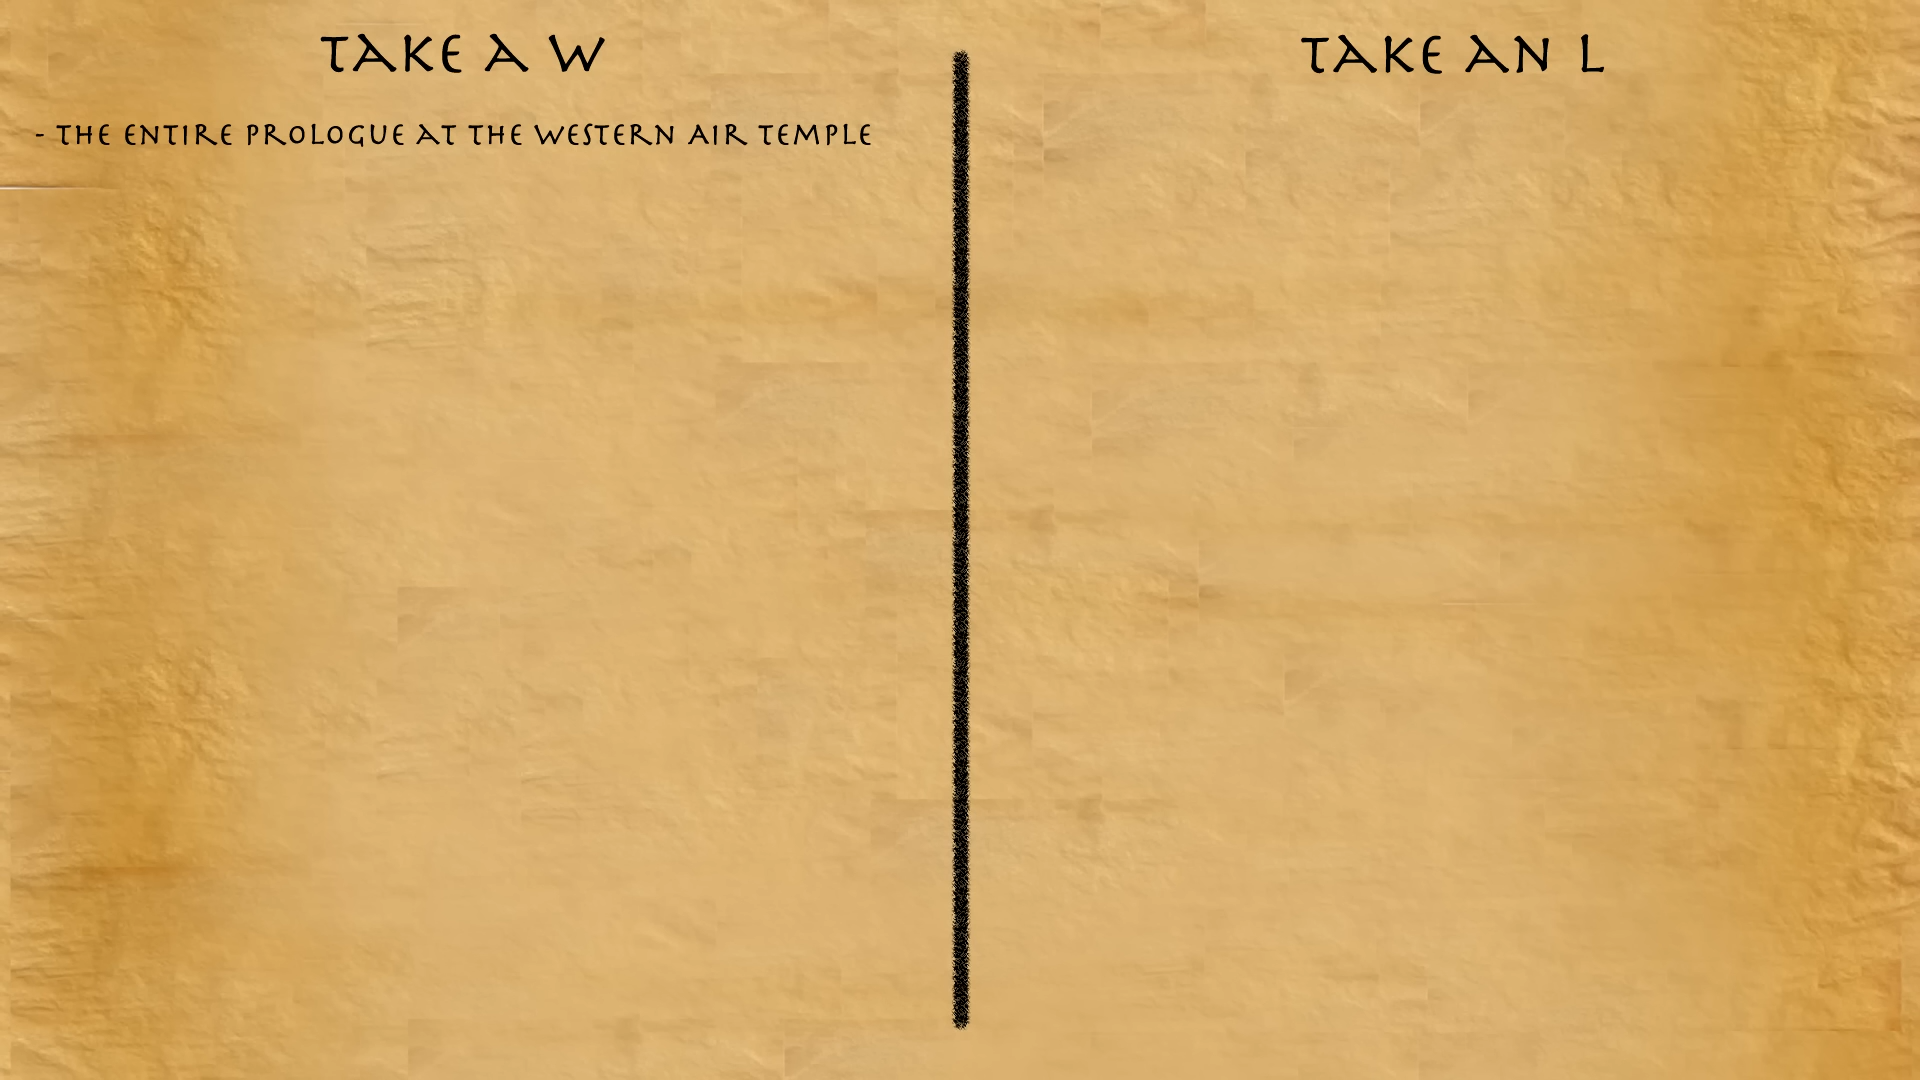 TAKE A W
TAKE AN L
- THE ENTIRE PROLOGUE AT THE WESTERN AIR TEMPLE